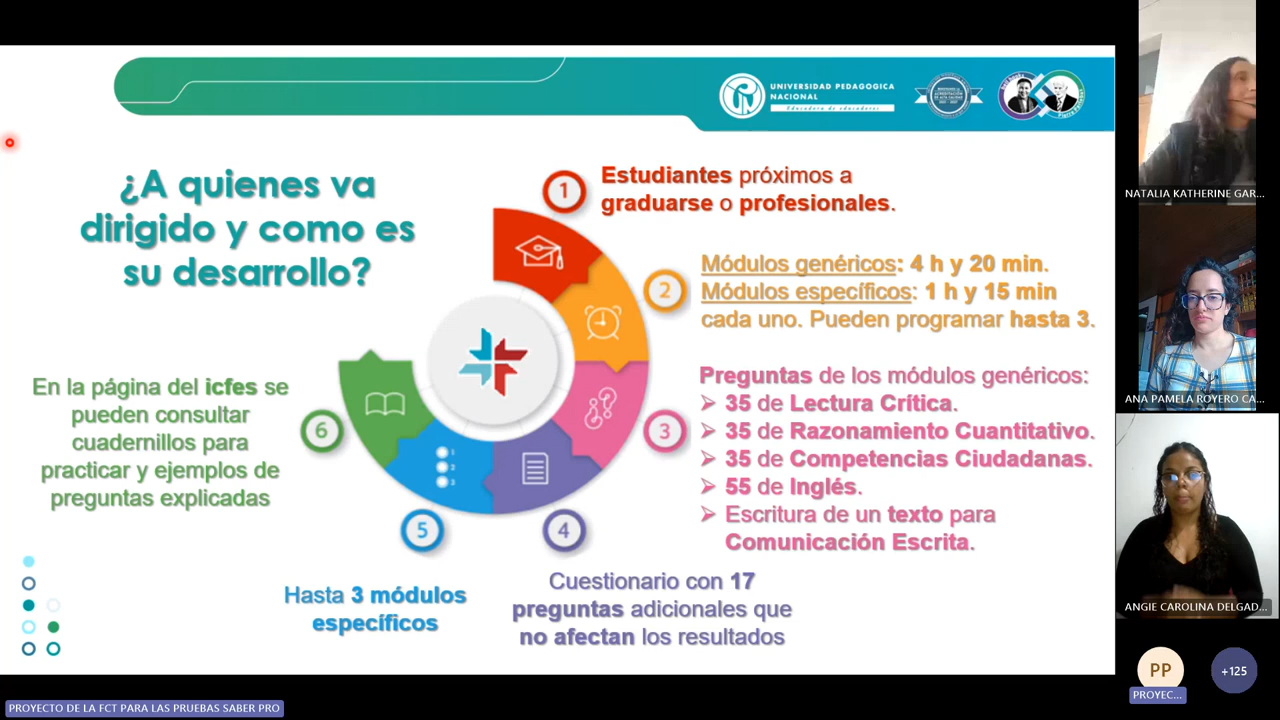 UNIVERSIDAD PEDAGOGICA
NACIONAL
Educadora de educadores
¿A quienes va
dirigido y como es
su desarrollo?
1
Estudiantes próximos a
graduarse o profesionales.
2
Módulos genéricos: 4 h y 20 min.
Módulos específicos: 1 h y 15 min
cada uno. Pueden programar hasta 3.
3
Preguntas de los módulos genéricos:
➢ 35 de Lectura Crítica.
➢ 35 de Razonamiento Cuantitativo.
➢ 35 de Competencias Ciudadanas.
➢ 55 de Inglés.
➢ Escritura de un texto para
Comunicación Escrita.
4
Cuestionario con 17
preguntas adicionales que
no afectan los resultados
5
Hasta 3 módulos
específicos
6
En la página del icfes se
pueden consultar
cuadernillos para
practicar y ejemplos de
preguntas explicadas
NATALIA KATHERINE GAR...
ANA PAMELA ROYERO CA...
ANGIE CAROLINA DELGAD...
PP
PROYEC...
+125
PROYECTO DE LA FCT PARA LAS PRUEBAS SABER PRO